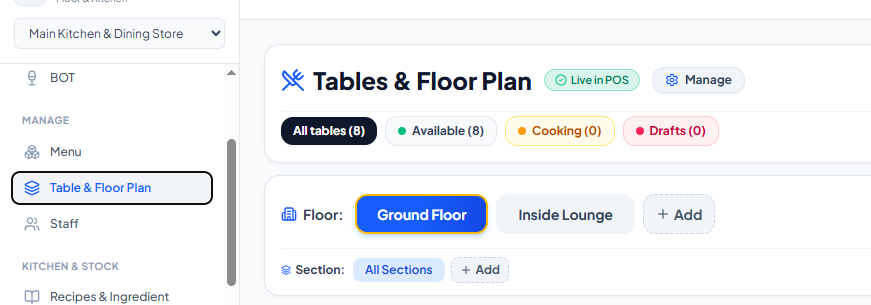 Main Kitchen & Dining Store
BOT
MANAGE
Menu
Table & Floor Plan
Staff
KITCHEN & STOCK
Recipes & Ingredient
Tables & Floor Plan
Live in POS
Manage
All tables (8)
Available (8)
Cooking (0)
Drafts (0)
Floor:
Ground Floor
Inside Lounge
+ Add
Section:
All Sections
+ Add